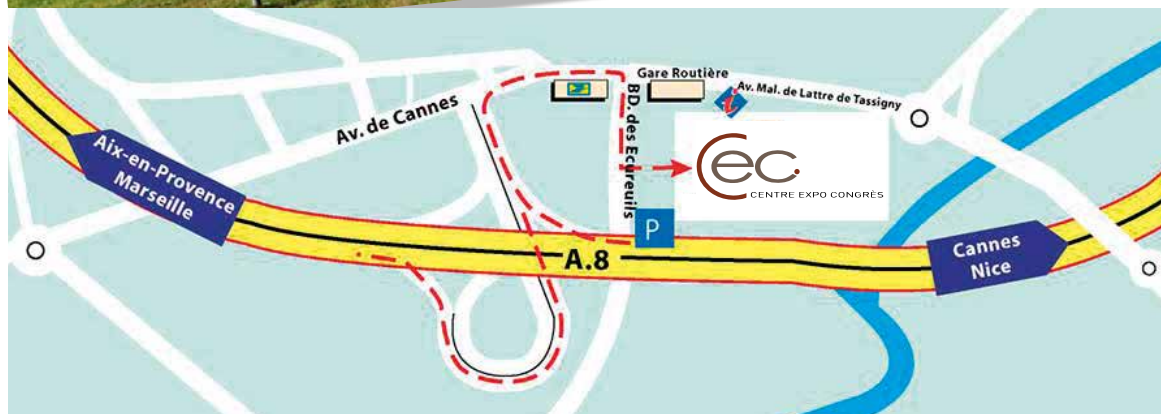 Gare Routière
Av. Mal. de Lattre de Tassigny
Av. de Cannes
BD. des Ecureuils
Aix-en-Provence
Marseille
Cec.
CENTRE EXPO CONGRÈS
P
A.8
Cannes
Nice
i